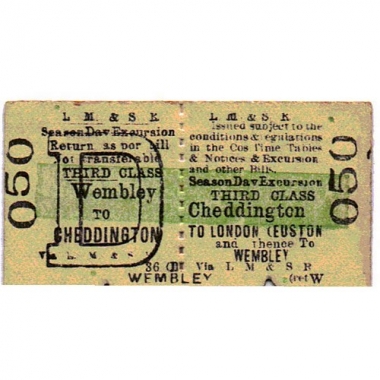 L M & S R
Season Day Excursion
Return as per bill
Not transferable
THIRD CLASS
Wembley
TO
CHEDDINGTON
Via L M & S R
WEMBLEY
050
L M & S R
Issued subject to the
conditions & regulations
in the Cos Time Tables
& Notices & Excursion
and other Bills.
Season Day Excursion
THIRD CLASS
Cheddington
TO LONDON (EUSTON
and thence To
WEMBLEY
Via L M & S R
(ret W
050